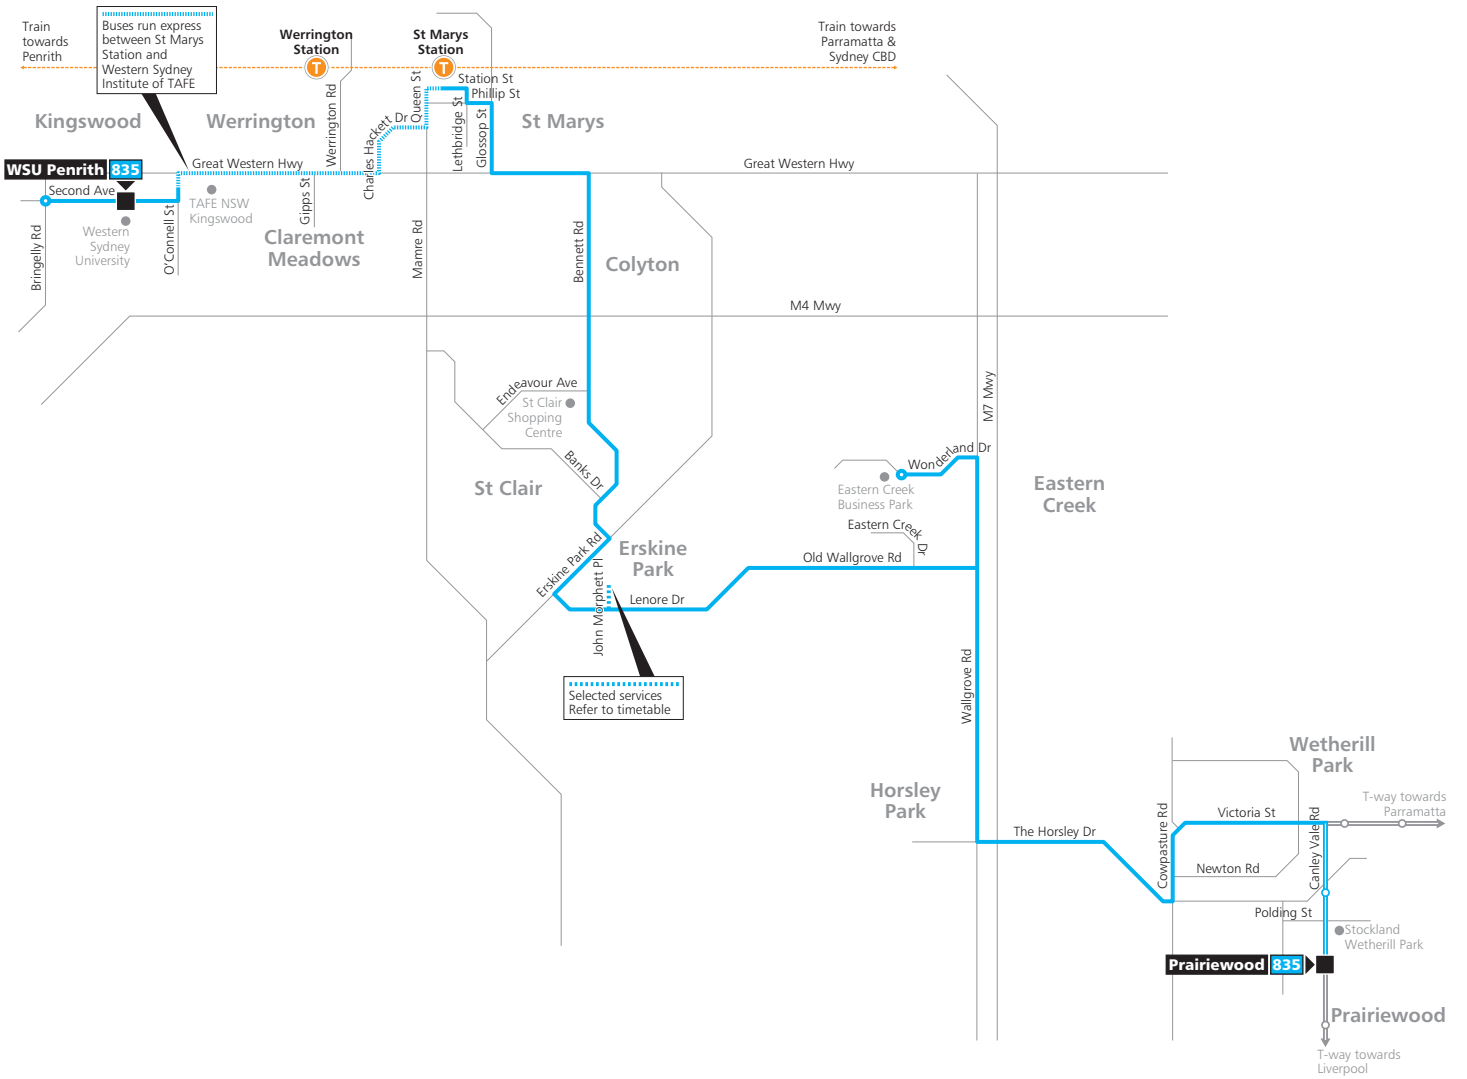 Train
towards
Penrith
Buses run express
between St Marys
Station and
Western Sydney
Institute of TAFE
Werrington
Station
T
St Marys
Station
T
Train towards
Parramatta &
Sydney CBD
Station St
Phillip St
Queen St
Lethbridge St
Glossop St
Charles Hackett Dr
Werrington Rd
Kingswood
Werrington
St Marys
WSU Penrith 835
Great Western Hwy
Great Western Hwy
Second Ave
TAFE NSW
Kingswood
Western
Sydney
University
Bringelly Rd
O'Connell St
Gipps St
Claremont
Meadows
Mamre Rd
Bennett Rd
Colyton
M4 Mwy
Endeavour Ave
St Clair
Shopping
Centre
Banks Dr
St Clair
M7 Mwy
Wonderland Dr
Eastern Creek
Business Park
Eastern
Creek
Eastern Creek Dr
Erskine Park Rd
Erskine
Park
Old Wallgrove Rd
John Morphett Pl
Lenore Dr
Selected services
Refer to timetable
Wallgrove Rd
Horsley
Park
Wetherill
Park
T-way towards
Parramatta
The Horsley Dr
Cowpasture Rd
Victoria St
Canley Vale Rd
Newton Rd
Polding St
Stockland
Wetherill Park
Prairiewood 835
Prairiewood
T-way towards
Liverpool